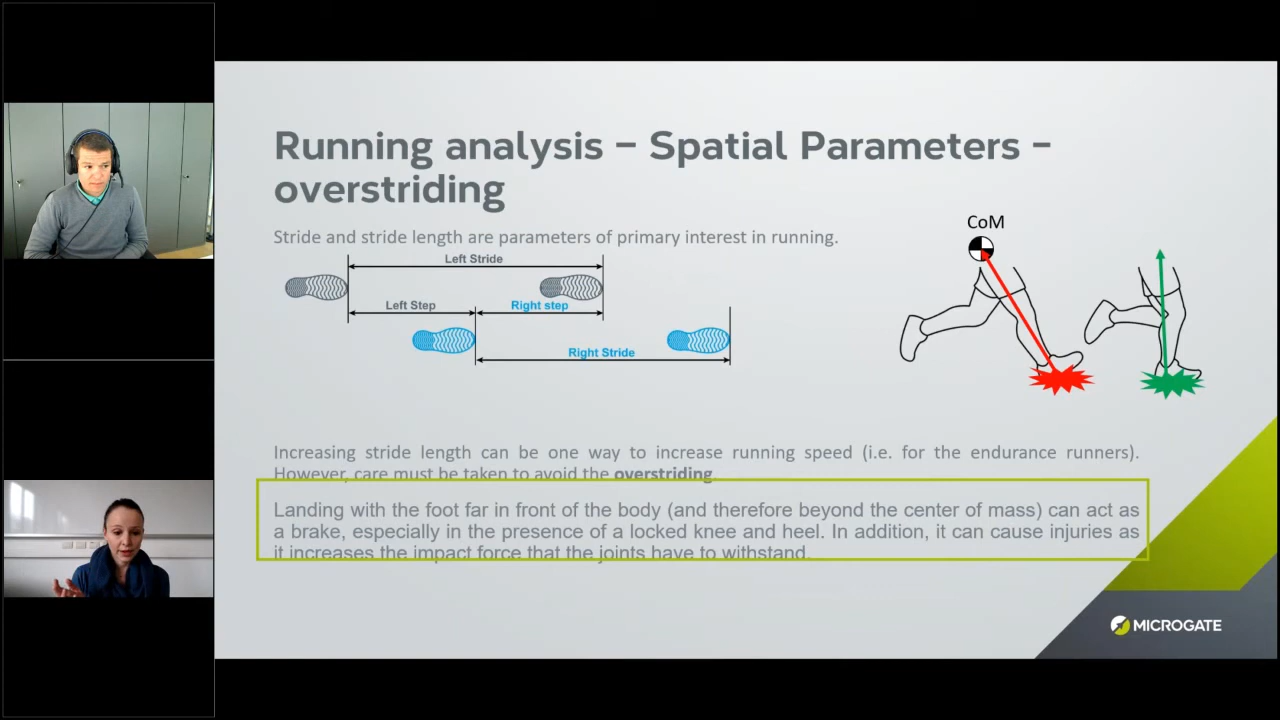 Running analysis – Spatial Parameters –
overstriding
CoM
Stride and stride length are parameters of primary interest in running.
Left Stride
Left Step
Right step
Right Stride
Increasing stride length can be one way to increase running speed (i.e. for the endurance runners).
However, care must be taken to avoid the overstriding.
Landing with the foot far in front of the body (and therefore beyond the center of mass) can act as
a brake, especially in the presence of a locked knee and heel. In addition, it can cause injuries as
it increases the impact force that the joints have to withstand.
MICROGATE